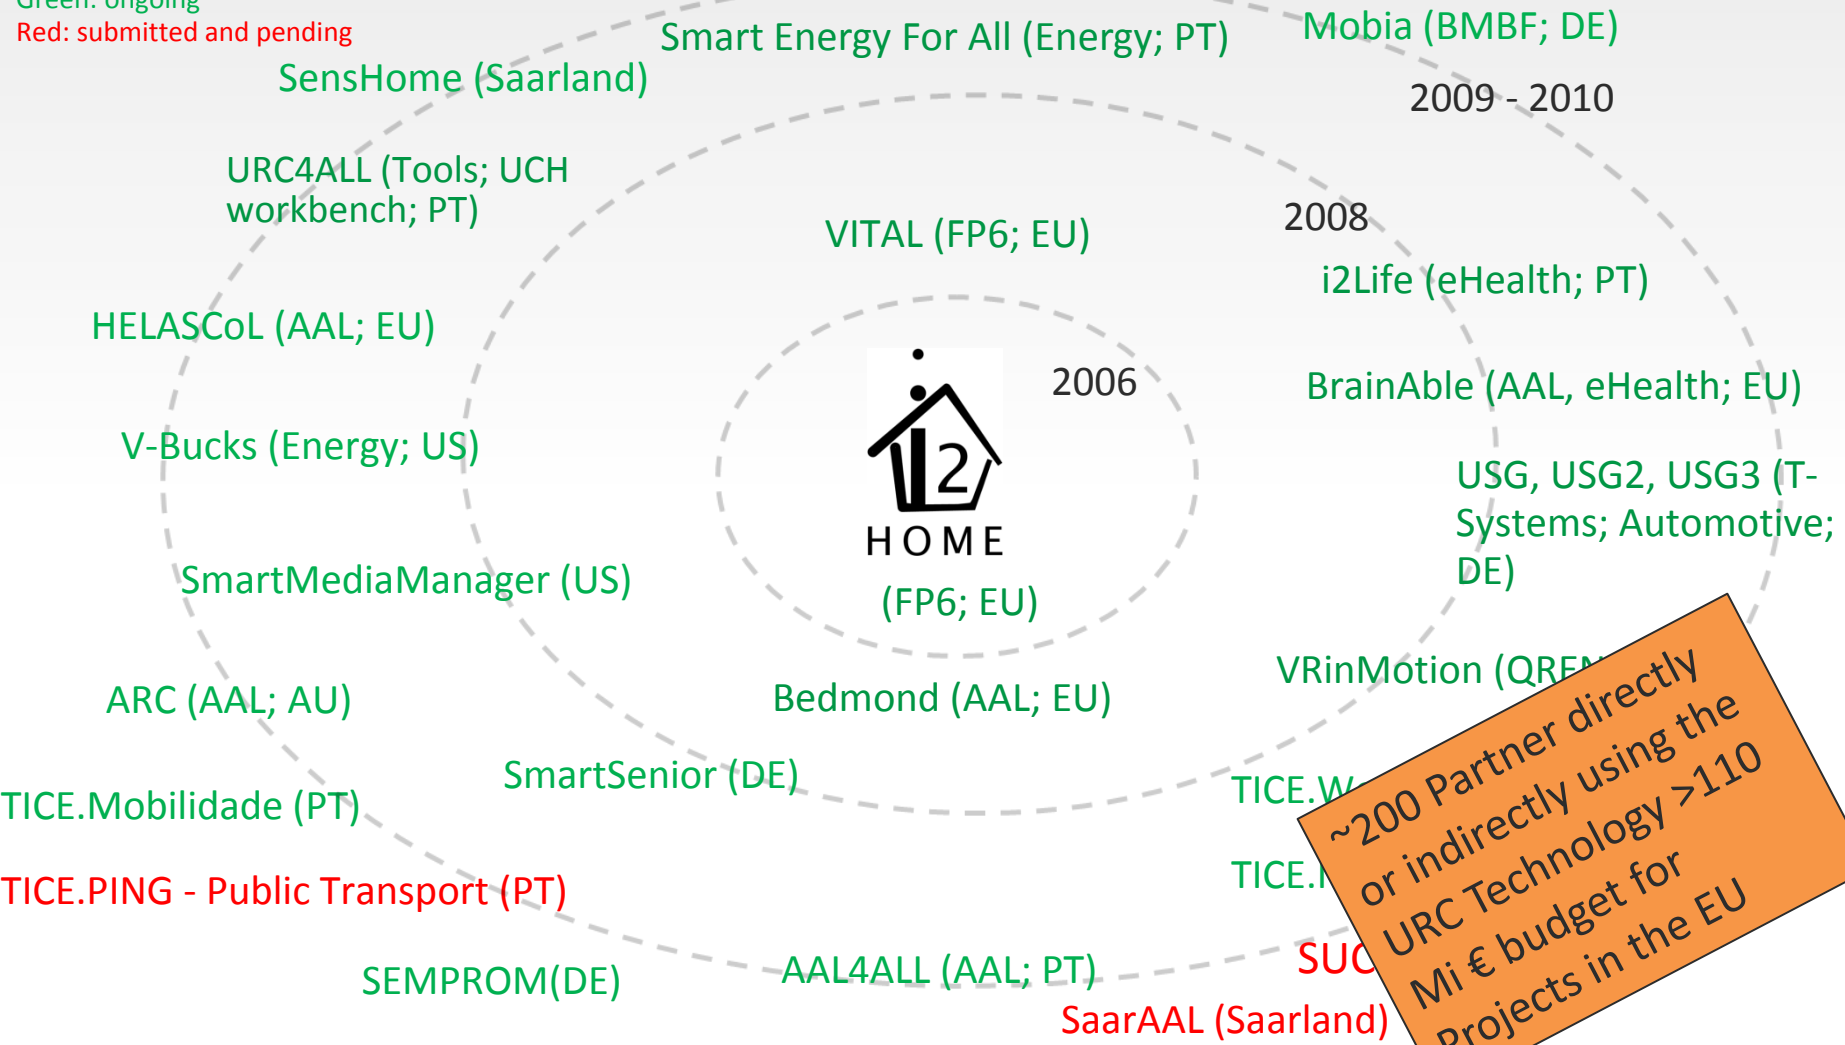 Green: ongoing
Red: submitted and pending
Smart Energy For All (Energy; PT)
Mobia (BMBF; DE)
SensHome (Saarland)
2009 - 2010
URC4ALL (Tools; UCH
workbench; PT)
VITAL (FP6; EU)
2008
i2Life (eHealth; PT)
HELASCoL (AAL; EU)
2006
BrainAble (AAL, eHealth; EU)
V-Bucks (Energy; US)
i2
HOME
(FP6; EU)
USG, USG2, USG3 (T-
Systems; Automotive;
DE)
SmartMediaManager (US)
VRinMotion
ARC (AAL; AU)
Bedmond (AAL; EU)
SmartSenior (DE)
TICE.Mobilidade (PT)
TICE.PING - Public Transport (PT)
SEMPROM(DE)
AAL4ALL (AAL; PT)
SaarAAL (Saarland)
~200 Partner directly
or indirectly using the
URC Technology >110
Mi € budget for
Projects in the EU